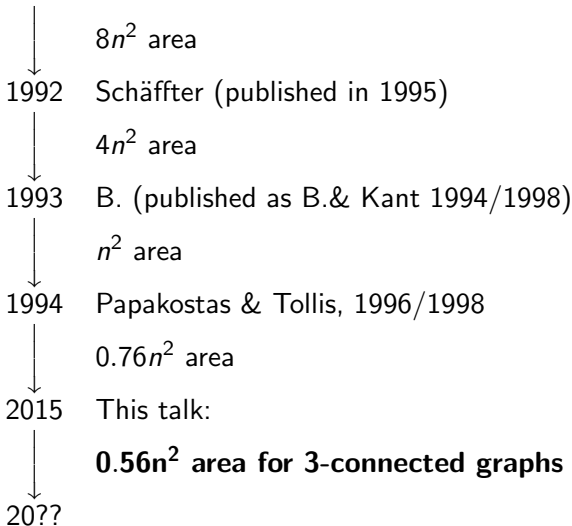 8n² area
1992 Schäffter (published in 1995)
4n² area
1993 B. (published as B.& Kant 1994/1998)
n² area
1994 Papakostas & Tollis, 1996/1998
0.76n² area
2015 This talk:
0.56n² area for 3-connected graphs
20??